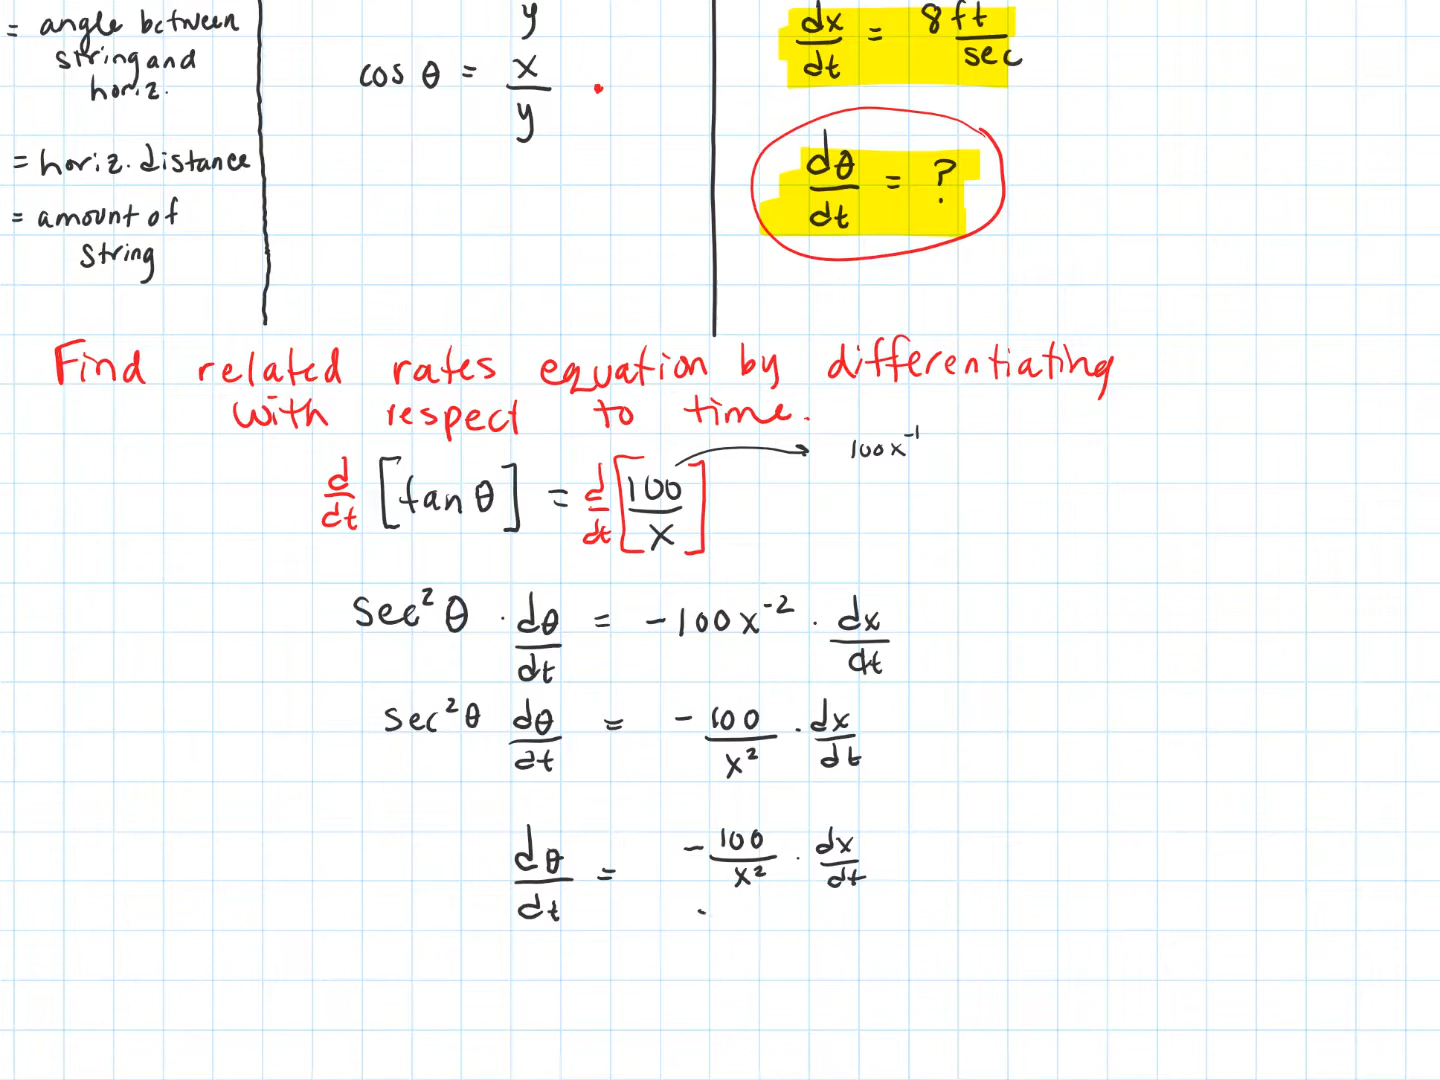 = angle between
string and
horiz.
= horiz. distance
= amount of
string
y
cos θ = x/y
dx/dt = 8 ft/sec
dθ/dt = ?
Find related rates equation by differentiating
with respect to time.
d/dt [tan θ] = d/dt [100/x] → 100x⁻¹
sec² θ · dθ/dt = -100x⁻² · dx/dt
sec² θ dθ/dt = - 100/x² · dx/dt
dθ/dt = - 100/x² · dx/dt